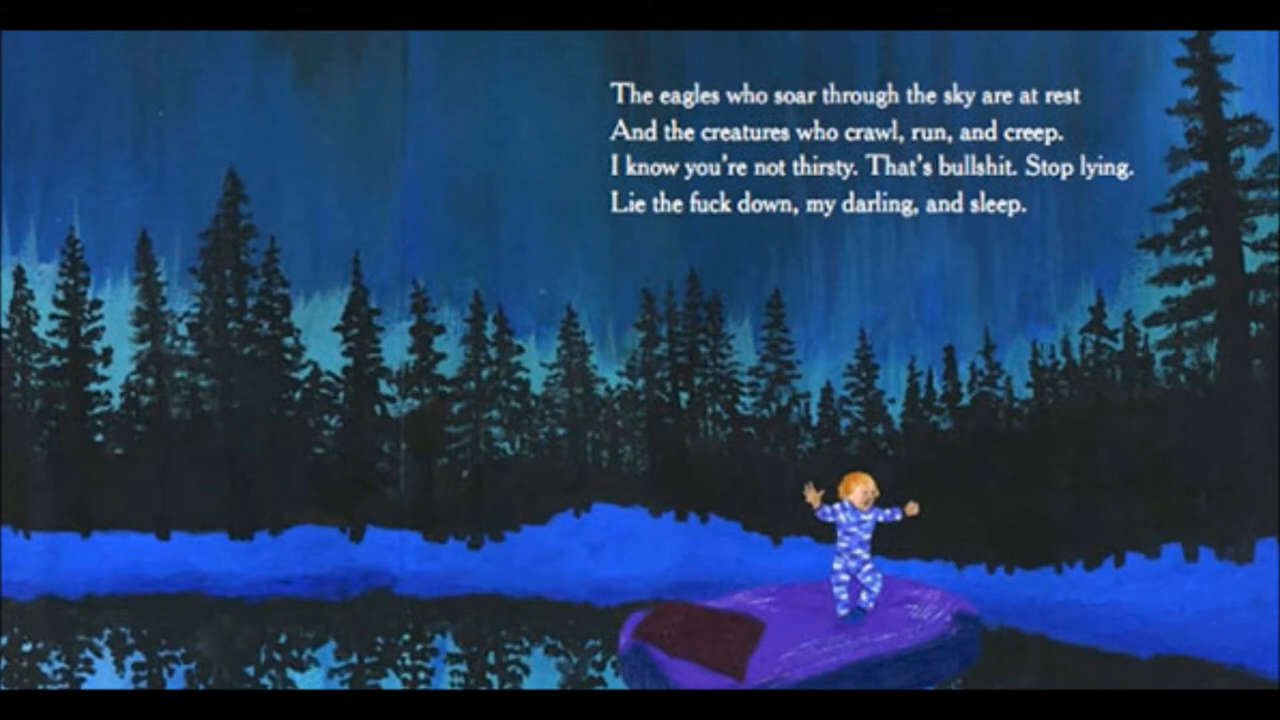 The eagles who soar through the sky are at rest
And the creatures who crawl, run, and creep.
I know you're not thirsty. That's bullshit. Stop lying.
Lie the fuck down, my darling, and sleep.